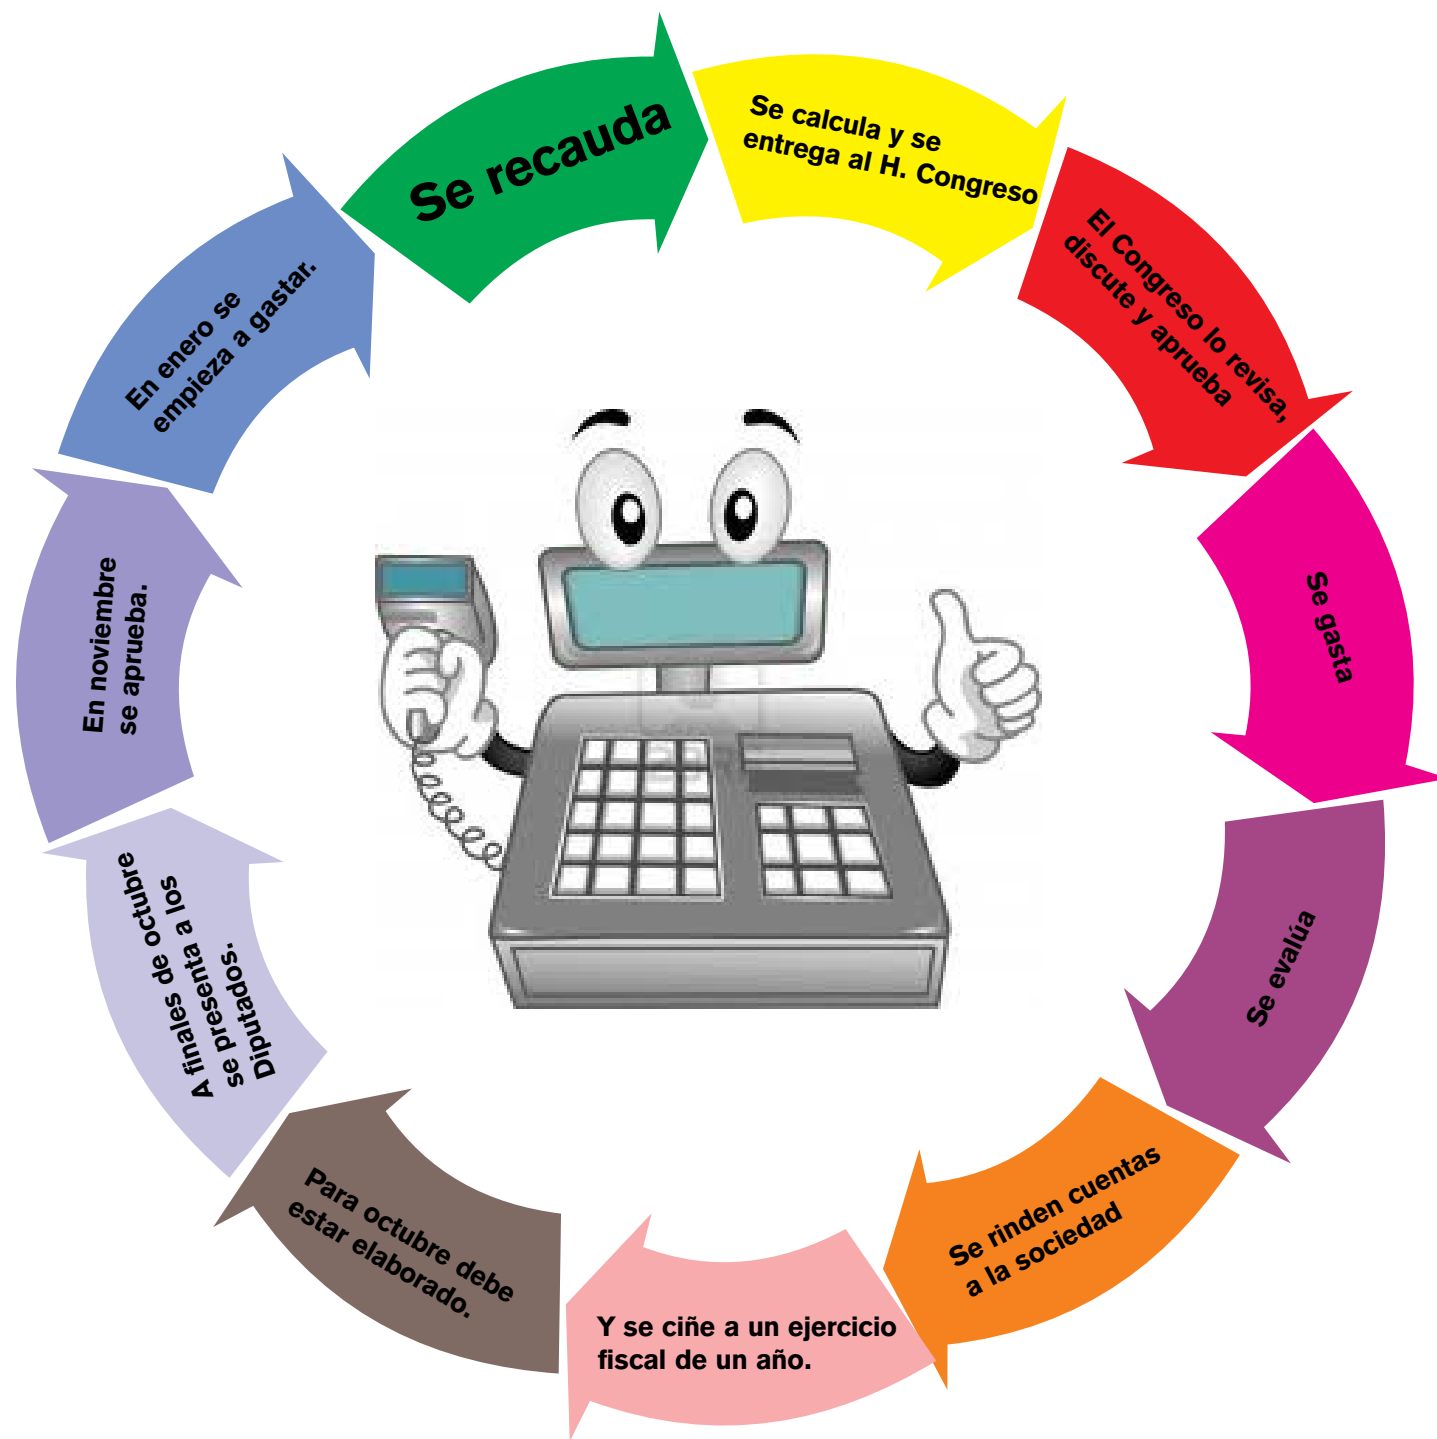 Se recauda
Se calcula y se
entrega al H. Congreso
El Congreso lo revisa,
discute y aprueba
Se gasta
Se evalúa
Se rinden cuentas
a la sociedad
Y se ciñe a un ejercicio
fiscal de un año.
Para octubre debe
estar elaborado.
A finales de octubre
se presenta a los
Diputados.
En noviembre
se aprueba.
En enero se
empieza a gastar.